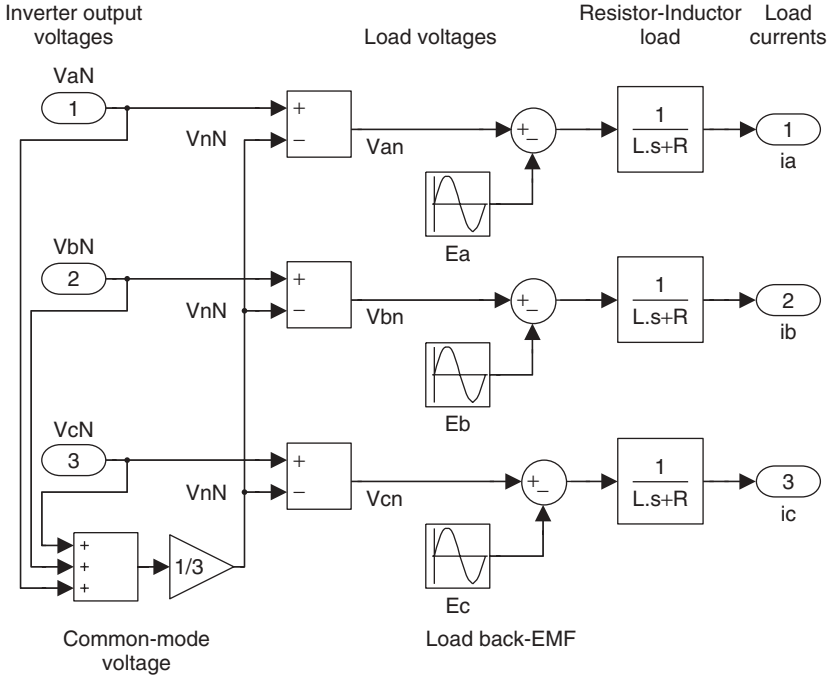 Inverter output
voltages
Load voltages
Resistor-Inductor
load
Load
currents
VaN
1
VnN
+
−
Van
+
−
1
L.s+R
1
ia
Ea
VbN
2
VnN
+
−
Vbn
+
−
1
L.s+R
2
ib
Eb
VcN
3
VnN
+
−
Vcn
+
−
1
L.s+R
3
ic
+
+
+
1/3
Ec
Common-mode
voltage
Load back-EMF